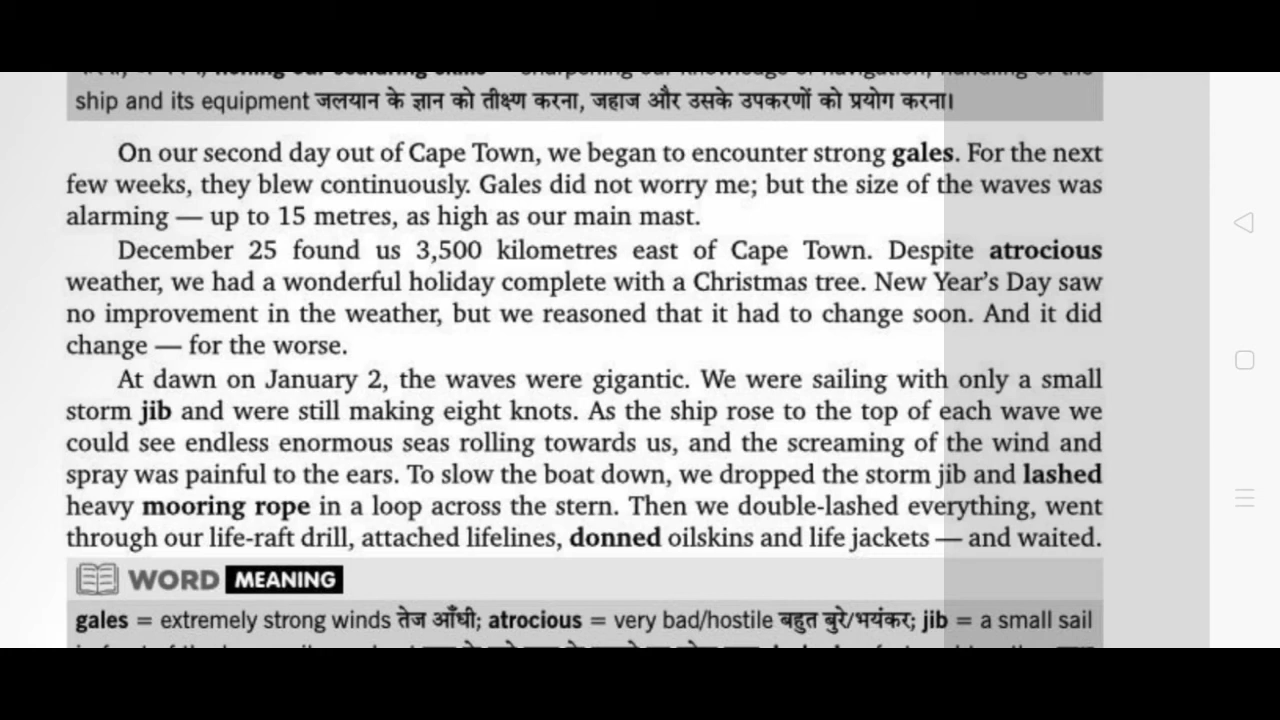 ship and its equipment जलयान के ज्ञान को तीक्ष्ण करना, जहाज और उसके उपकरणों को प्रयोग करना।
On our second day out of Cape Town, we began to encounter strong gales. For the next
few weeks, they blew continuously. Gales did not worry me; but the size of the waves was
alarming — up to 15 metres, as high as our main mast.
December 25 found us 3,500 kilometres east of Cape Town. Despite atrocious
weather, we had a wonderful holiday complete with a Christmas tree. New Year's Day saw
no improvement in the weather, but we reasoned that it had to change soon. And it did
change — for the worse.
At dawn on January 2, the waves were gigantic. We were sailing with only a small
storm jib and were still making eight knots. As the ship rose to the top of each wave we
could see endless enormous seas rolling towards us, and the screaming of the wind and
spray was painful to the ears. To slow the boat down, we dropped the storm jib and lashed
heavy mooring rope in a loop across the stern. Then we double-lashed everything, went
through our life-raft drill, attached lifelines, donned oilskins and life jackets — and waited.
WORD MEANING
gales = extremely strong winds तेज आँधी; atrocious = very bad/hostile बहुत बुरे/भयंकर; jib = a small sail